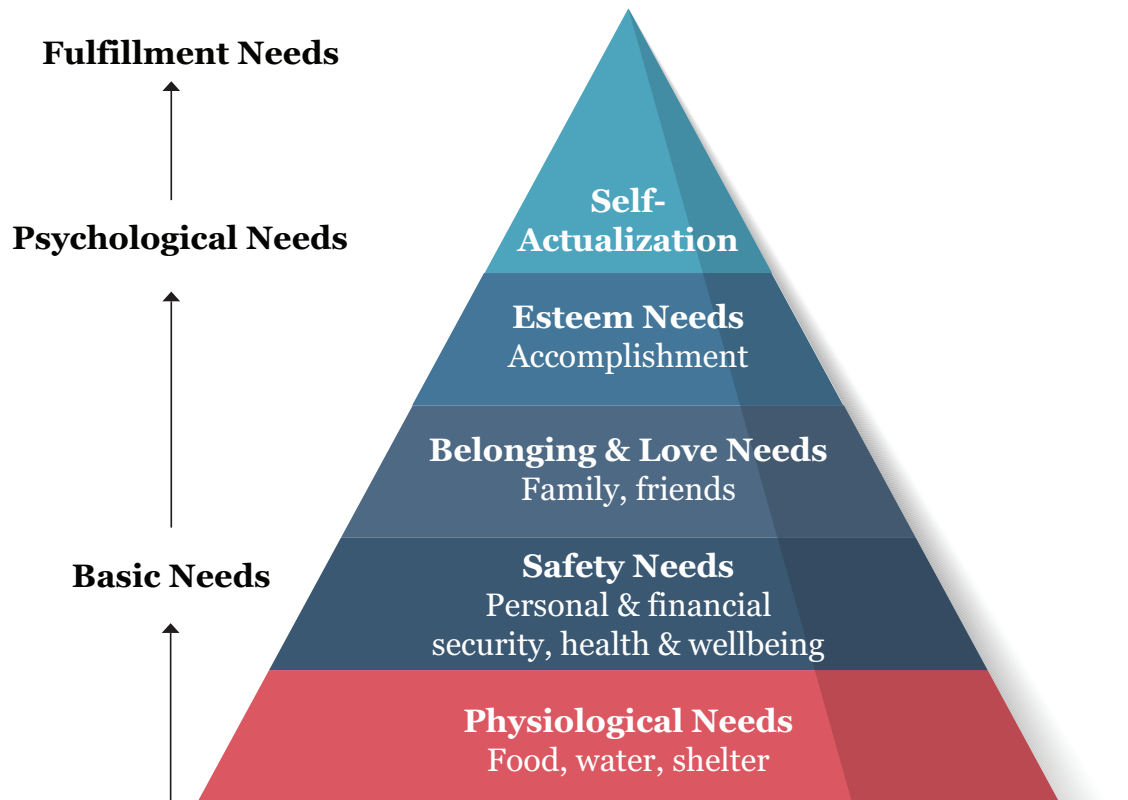 Fulfillment Needs
Psychological Needs
Basic Needs
Self-
Actualization
Esteem Needs
Accomplishment
Belonging & Love Needs
Family, friends
Safety Needs
Personal & financial
security, health & wellbeing
Physiological Needs
Food, water, shelter